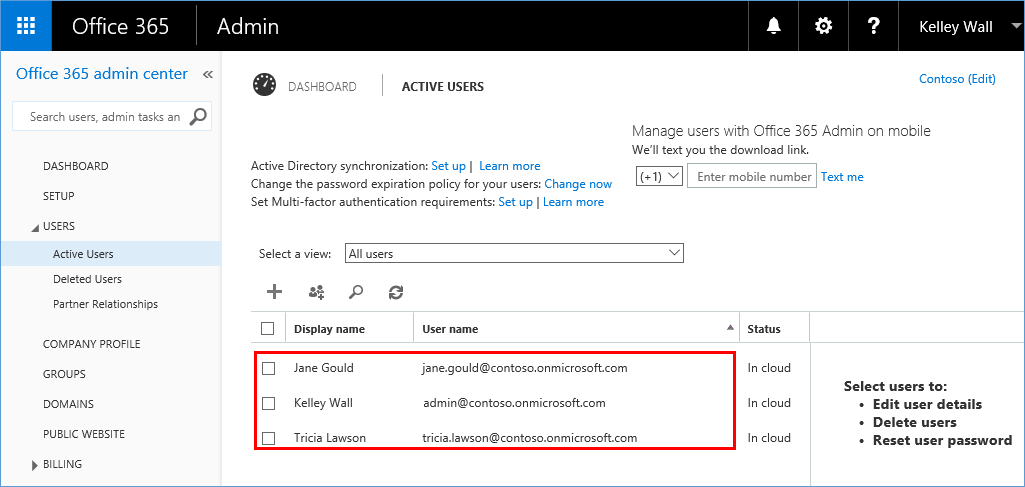 Office 365 Admin Kelley Wall
Office 365 admin center «
Search users, admin tasks an
DASHBOARD
SETUP
USERS
Active Users
Deleted Users
Partner Relationships
COMPANY PROFILE
GROUPS
DOMAINS
PUBLIC WEBSITE
BILLING
DASHBOARD ACTIVE USERS
Contoso (Edit)
Manage users with Office 365 Admin on mobile
We'll text you the download link.
(+1) Enter mobile number Text me
Active Directory synchronization: Set up | Learn more
Change the password expiration policy for your users: Change now
Set Multi-factor authentication requirements: Set up | Learn more
Select a view: All users
Display name User name Status
Jane Gould jane.gould@contoso.onmicrosoft.com In cloud
Kelley Wall admin@contoso.onmicrosoft.com In cloud
Tricia Lawson tricia.lawson@contoso.onmicrosoft.com In cloud
Select users to:
• Edit user details
• Delete users
• Reset user password